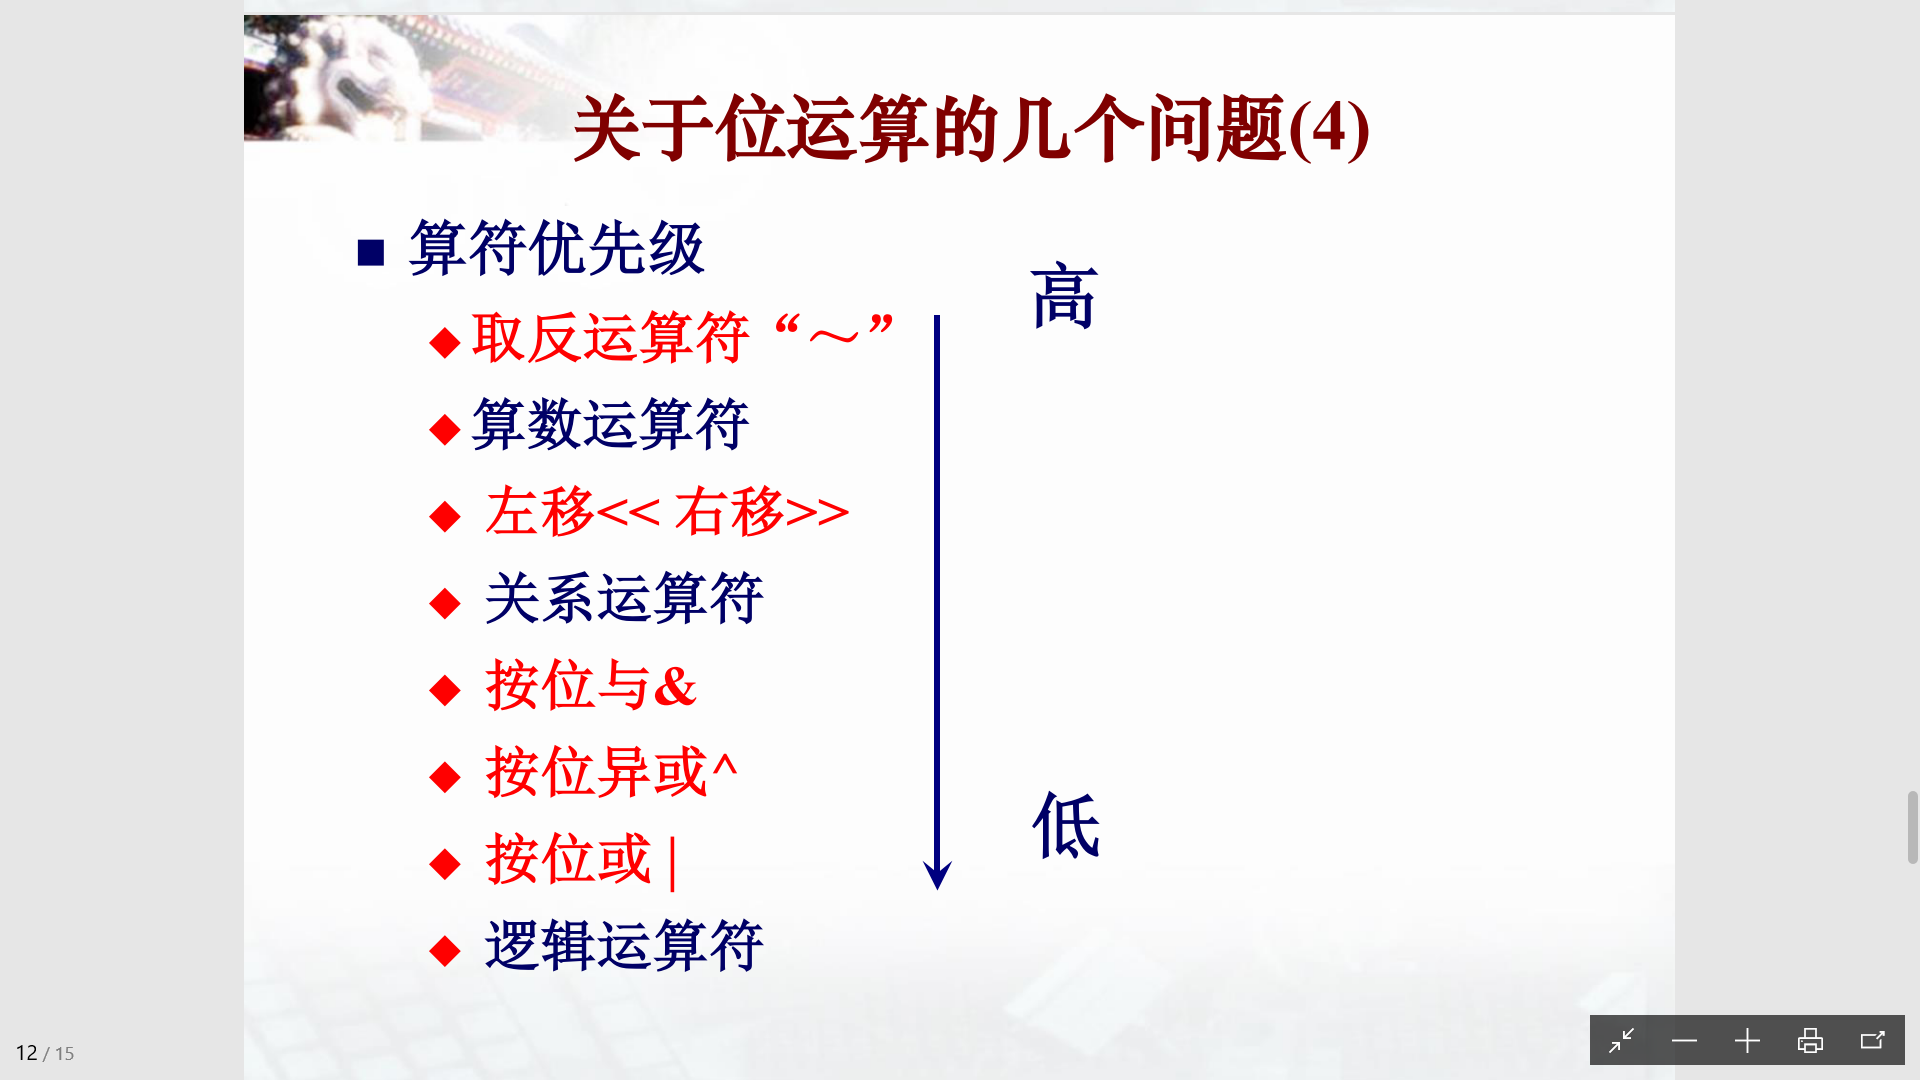 关于位运算的几个问题(4)
■ 算符优先级
◆取反运算符“～”
◆算数运算符
◆ 左移<< 右移>>
◆ 关系运算符
◆ 按位与&
◆ 按位异或^
◆ 按位或 |
◆ 逻辑运算符
高
低
12 / 15